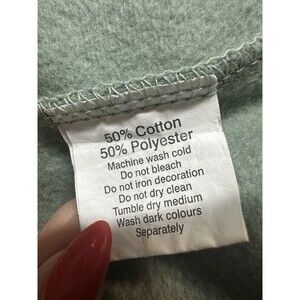 50% Cotton
50% Polyester
Machine wash cold
Do not bleach
Do not iron decoration
Do not dry clean
Tumble dry medium
Wash dark colours
Separately